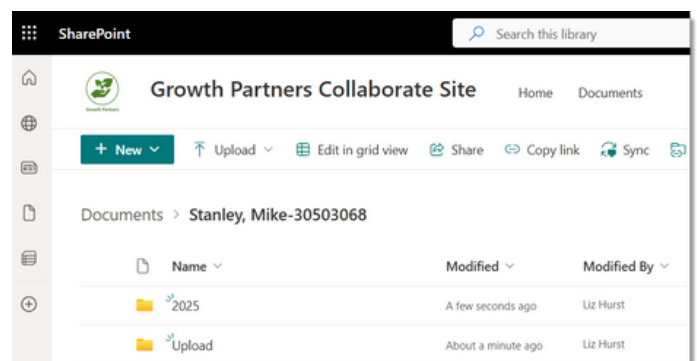 SharePoint
Search this library
Growth Partners Collaborate Site
Home
Documents
Growth Partners
New
Upload
Edit in grid view
Share
Copy link
Sync
Documents > Stanley, Mike-30503068
Name
Modified
Modified By
2025
A few seconds ago
Liz Hurst
Upload
About a minute ago
Liz Hurst